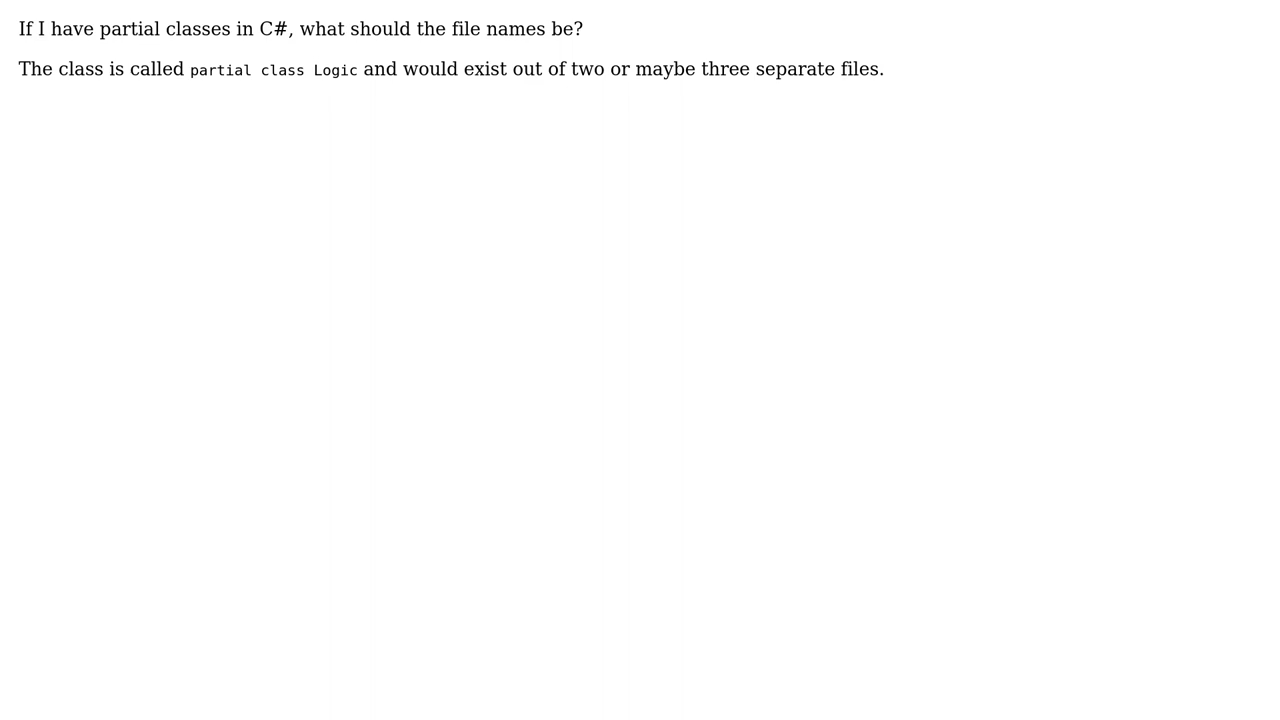 If I have partial classes in C#, what should the file names be?
The class is called partial class Logic and would exist out of two or maybe three separate files.